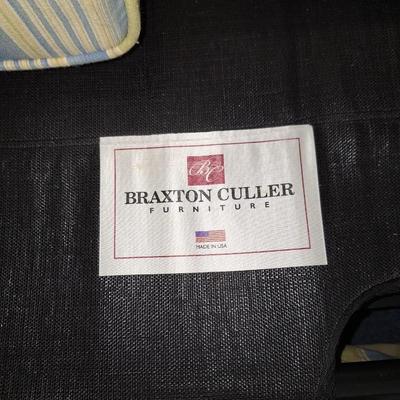 BC
BRAXTON CULLER
FURNITURE
MADE IN USA